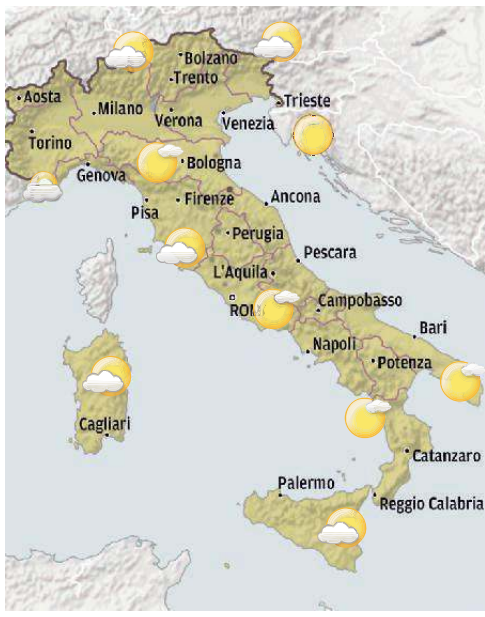 Bolzano
Trento
Aosta
Milano
Trieste
Verona
Venezia
Torino
Genova
Bologna
Pisa
Firenze
Ancona
Perugia
Pescara
L'Aquila
Campobasso
Bari
Napoli
Potenza
Cagliari
Catanzaro
Palermo
Reggio Calabria